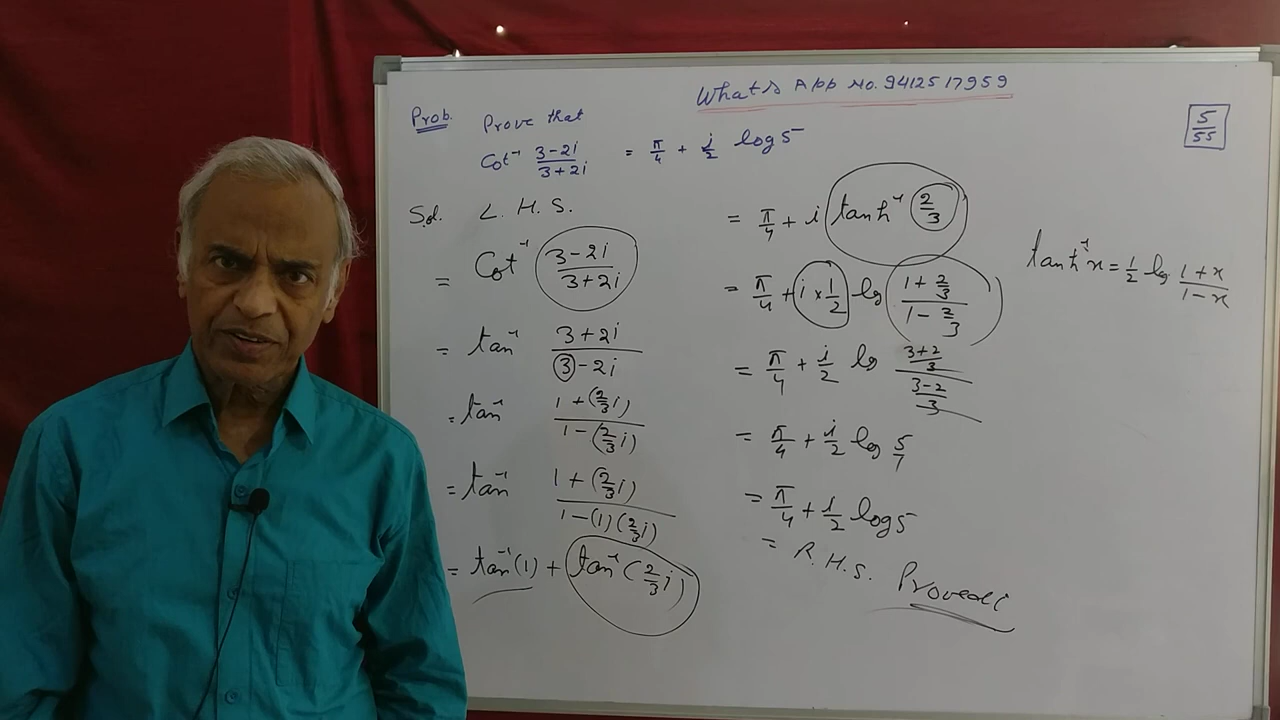 What's App No. 9412517959
5/55
Prob. Prove that
Cot⁻¹ (3-2i)/(3+2i) = π/4 + i/2 log 5
Sol. L. H. S.
= Cot⁻¹ (3-2i)/(3+2i)
= tan⁻¹ (3+2i)/(3-2i)
= tan⁻¹ (1+(2/3 i))/(1-(2/3 i))
= tan⁻¹ (1+(2/3 i))/(1-(1)(2/3 i))
= tan⁻¹(1) + tan⁻¹(2/3 i)
= π/4 + i tanh⁻¹ (2/3)
= π/4 + i × 1/2 log (1+2/3)/(1-2/3)
= π/4 + i/2 log ((3+2)/3)/((3-2)/3)
= π/4 + i/2 log 5/1
= π/4 + i/2 log 5
= R. H. S. Proved
tanh⁻¹x = 1/2 log (1+x)/(1-x)